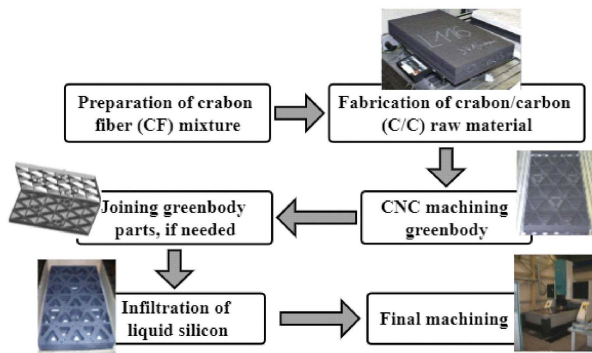 Preparation of crabon
fiber (CF) mixture
L446
Fabrication of crabon/carbon
(C/C) raw material
CNC machining
greenbody
Joining greenbody
parts, if needed
Infiltration of
liquid silicon
Final machining